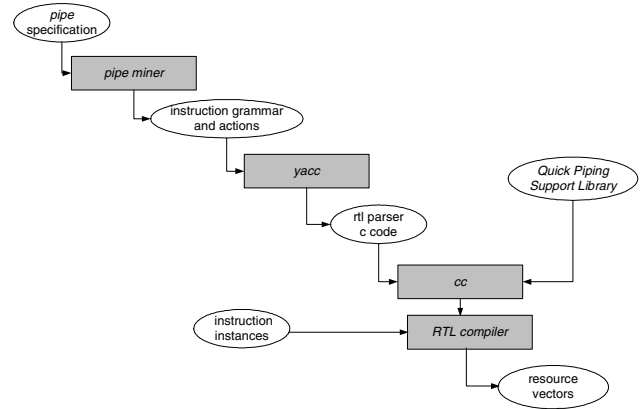 pipe
specification
pipe miner
instruction grammar
and actions
yacc
Quick Piping
Support Library
rtl parser
c code
cc
instruction
instances
RTL compiler
resource
vectors